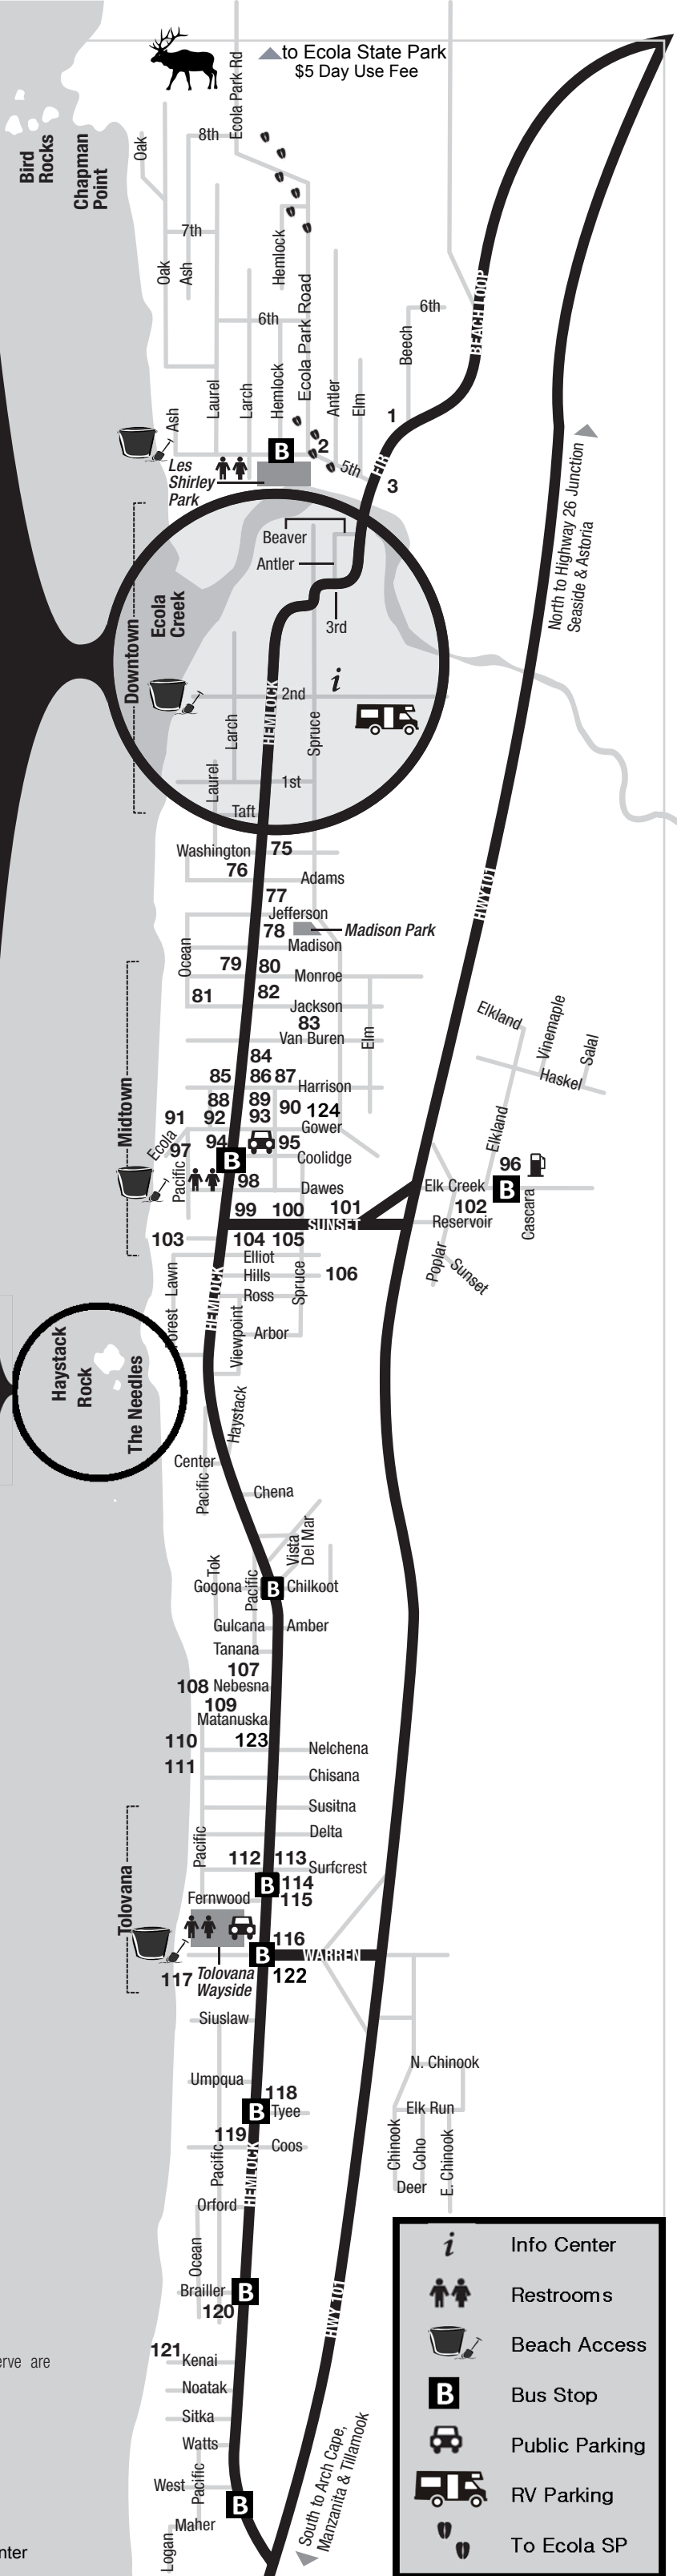 to Ecola State Park
$5 Day Use Fee
Ecola Park Rd
Bird
Rocks
Chapman
Point
Oak
8th
7th
Oak
Ash
Hemlock
6th
Ecola Park Road
6th
Beech
BEACH LOOP
Ash
Laurel
Larch
Hemlock
Antler
Elm
1
B
2
5th
FIR
3
Les
Shirley
Park
North to Highway 26 Junction
Seaside & Astoria
Beaver
Antler
3rd
Downtown
Ecola
Creek
i
HEMLOCK
2nd
Larch
Spruce
Laurel
1st
Taft
Washington
75
76
Adams
HWY 101
77
Jefferson
78
Madison Park
Madison
Ocean
79
80
Monroe
81
82
Jackson
83
Van Buren
Elm
84
Elkland
Vinemaple
Salal
Haskel
Midtown
85
86
87
Harrison
88
89
90
124
91
92
93
Gower
Ecola
94
95
Elkland
97
B
Coolidge
96
Pacific
98
Dawes
Elk Creek
B
Cascara
99
100
101
102
SUNSET
Reservoir
103
104
105
Elliot
Poplar
Sunset
Hills
106
Forest Lawn
HEMLOCK
Ross
Spruce
Viewpoint
Arbor
Haystack
Rock
The Needles
Haystack
Center
Pacific
Chena
Vista
Del Mar
Tok
Gogona
Pacific
B
Chilkoot
Gulcana
Amber
Tanana
107
108
Nebesna
109
Matanuska
110
123
Nelchena
111
Chisana
Susitna
Delta
Pacific
112
113
Surfcrest
B
114
Fernwood
115
Tolovana
116
B
WARREN
117
Tolovana
Wayside
122
Siuslaw
N. Chinook
Umpqua
118
B
Tyee
Elk Run
119
Coos
Chinook
Coho
E. Chinook
Pacific
HEMLOCK
Deer
Orford
Ocean
Brailler
B
120
HWY 101
121
Kenai
erve are
Noatak
Sitka
Watts
West
Pacific
B
Maher
Logan
nter
South to Arch Cape,
Manzanita & Tillamook
i Info Center
Restrooms
Beach Access
B Bus Stop
Public Parking
RV Parking
To Ecola SP